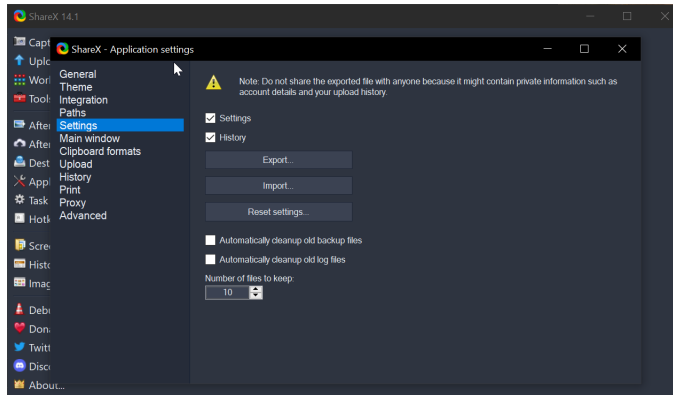 ShareX 14.1
ShareX - Application settings
General
Theme
Integration
Paths
Settings
Main window
Clipboard formats
Upload
History
Print
Proxy
Advanced
Note: Do not share the exported file with anyone because it might contain private information such as
account details and your upload history.
Settings
History
Export...
Import...
Reset settings...
Automatically cleanup old backup files
Automatically cleanup old log files
Number of files to keep:
10
Capt
Uplo
Worl
Tools
After
After
Dest
Appl
Task
Hotk
Scree
Histo
Imag
Debu
Dona
Twitt
Disco
About...